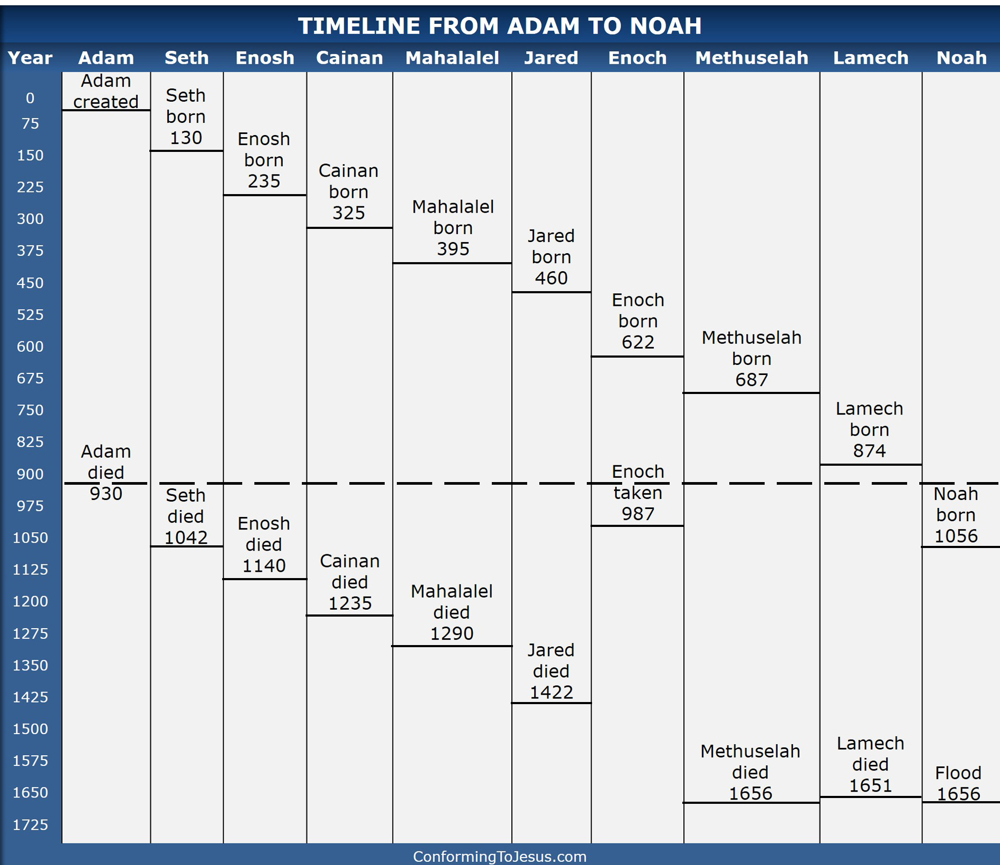 TIMELINE FROM ADAM TO NOAH
Year Adam Seth Enosh Cainan Mahalalel Jared Enoch Methuselah Lamech Noah
0
75
150
225
300
375
450
525
600
675
750
825
900
975
1050
1125
1200
1275
1350
1425
1500
1575
1650
1725
Adam
created
Adam
died
930
Seth
born
130
Seth
died
1042
Enosh
born
235
Enosh
died
1140
Cainan
born
325
Cainan
died
1235
Mahalalel
born
395
Mahalalel
died
1290
Jared
born
460
Jared
died
1422
Enoch
born
622
Enoch
taken
987
Methuselah
born
687
Methuselah
died
1656
Lamech
born
874
Lamech
died
1651
Noah
born
1056
Flood
1656
ConformingToJesus.com